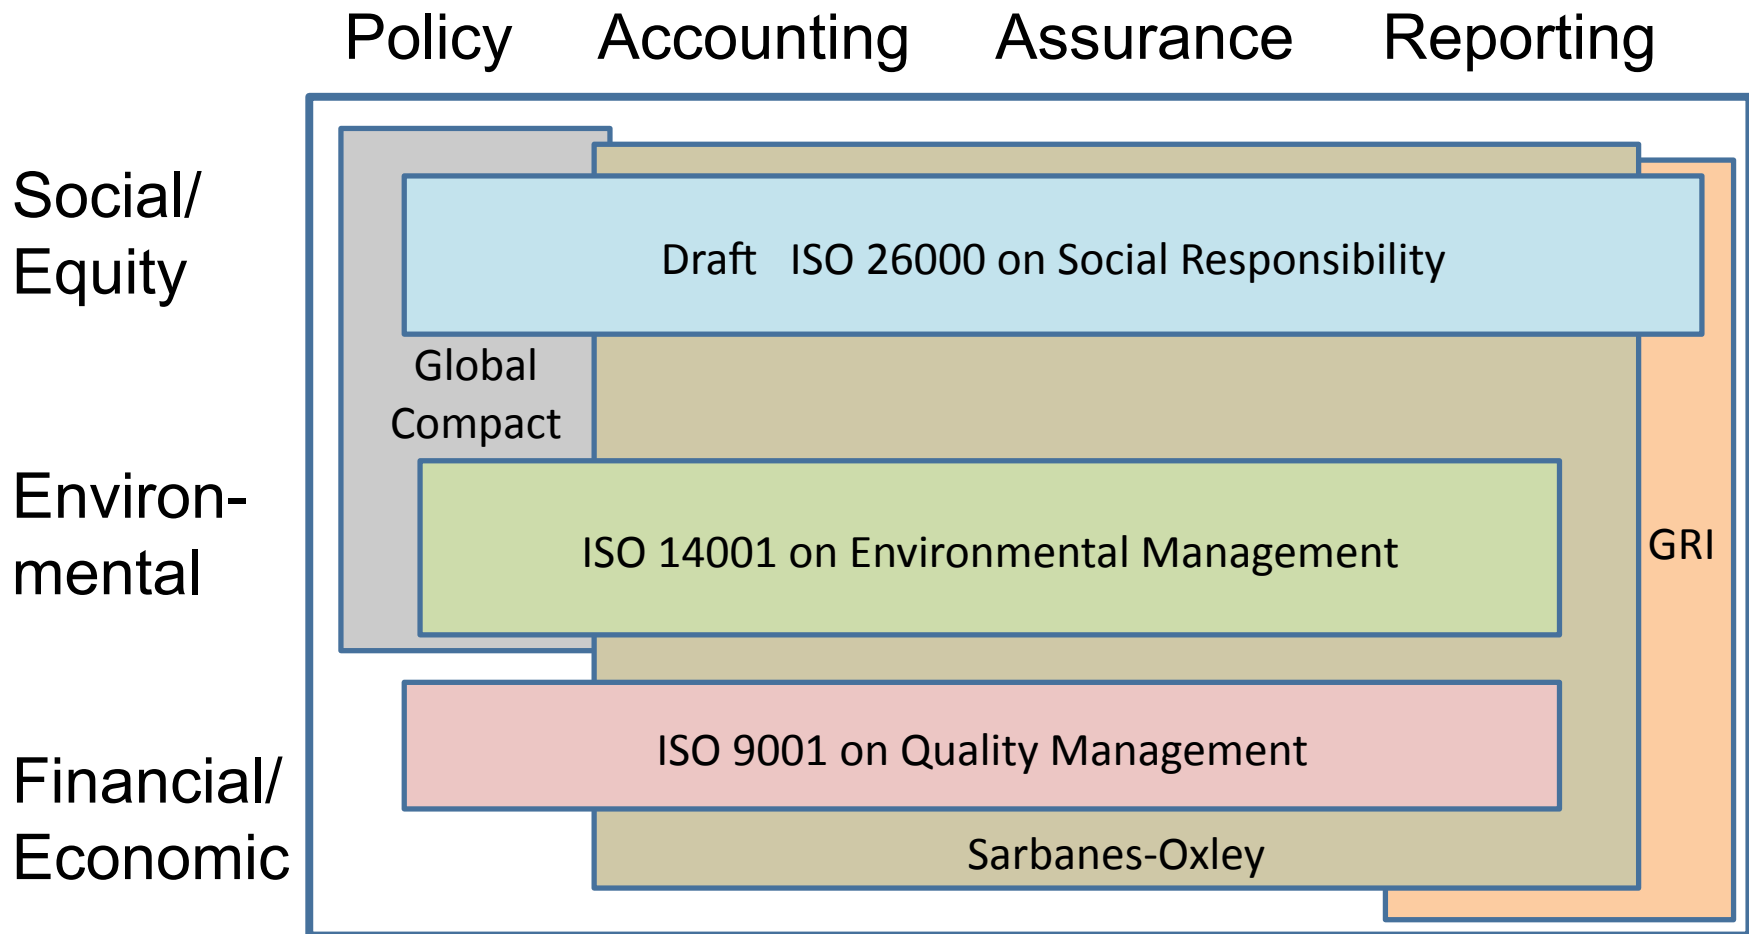 Policy Accounting Assurance Reporting
Social/
Equity
Draft ISO 26000 on Social Responsibility
Global
Compact
Environ-
mental
ISO 14001 on Environmental Management
GRI
Financial/
Economic
ISO 9001 on Quality Management
Sarbanes-Oxley